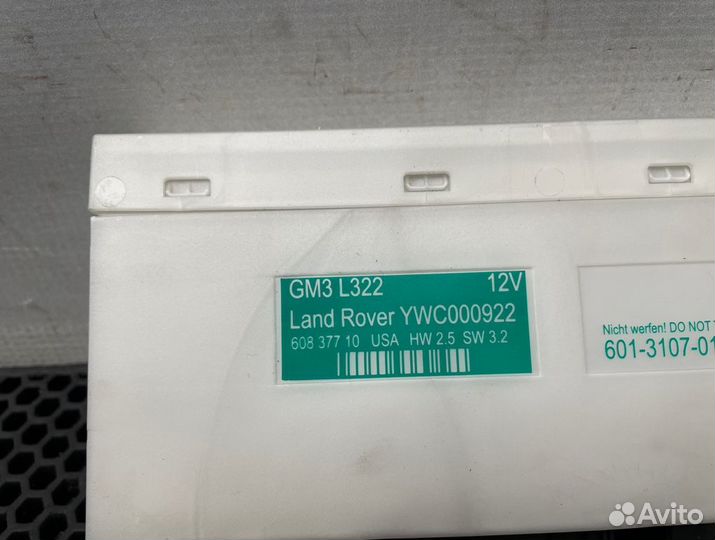 GM3 L322 12V
Land Rover YWC000922
608 377 10 USA HW 2.5 SW 3.2
Nicht werfen! DO NOT
601-3107-01
Avito